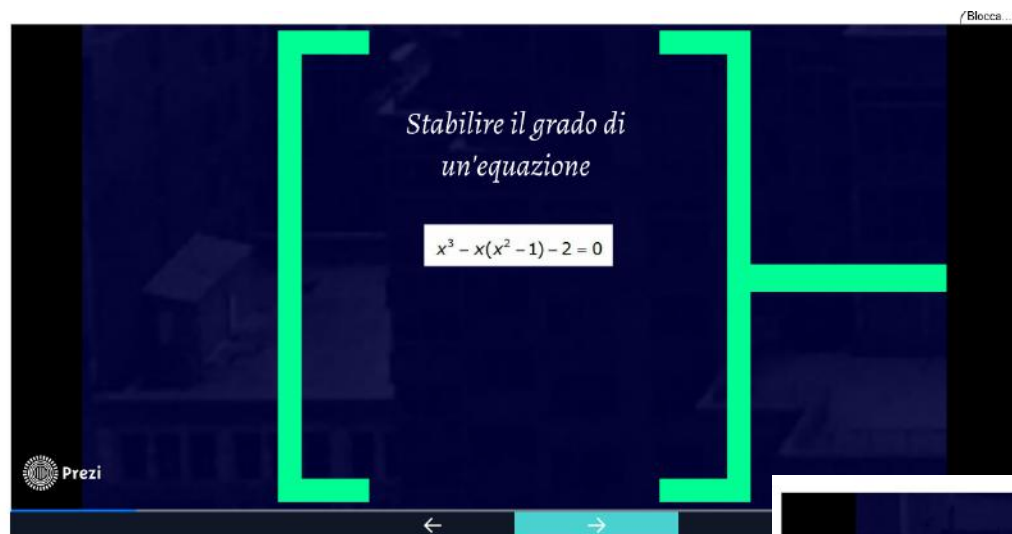 Blocca...
Stabilire il grado di
un'equazione
x³ – x(x² – 1) – 2 = 0
Prezi